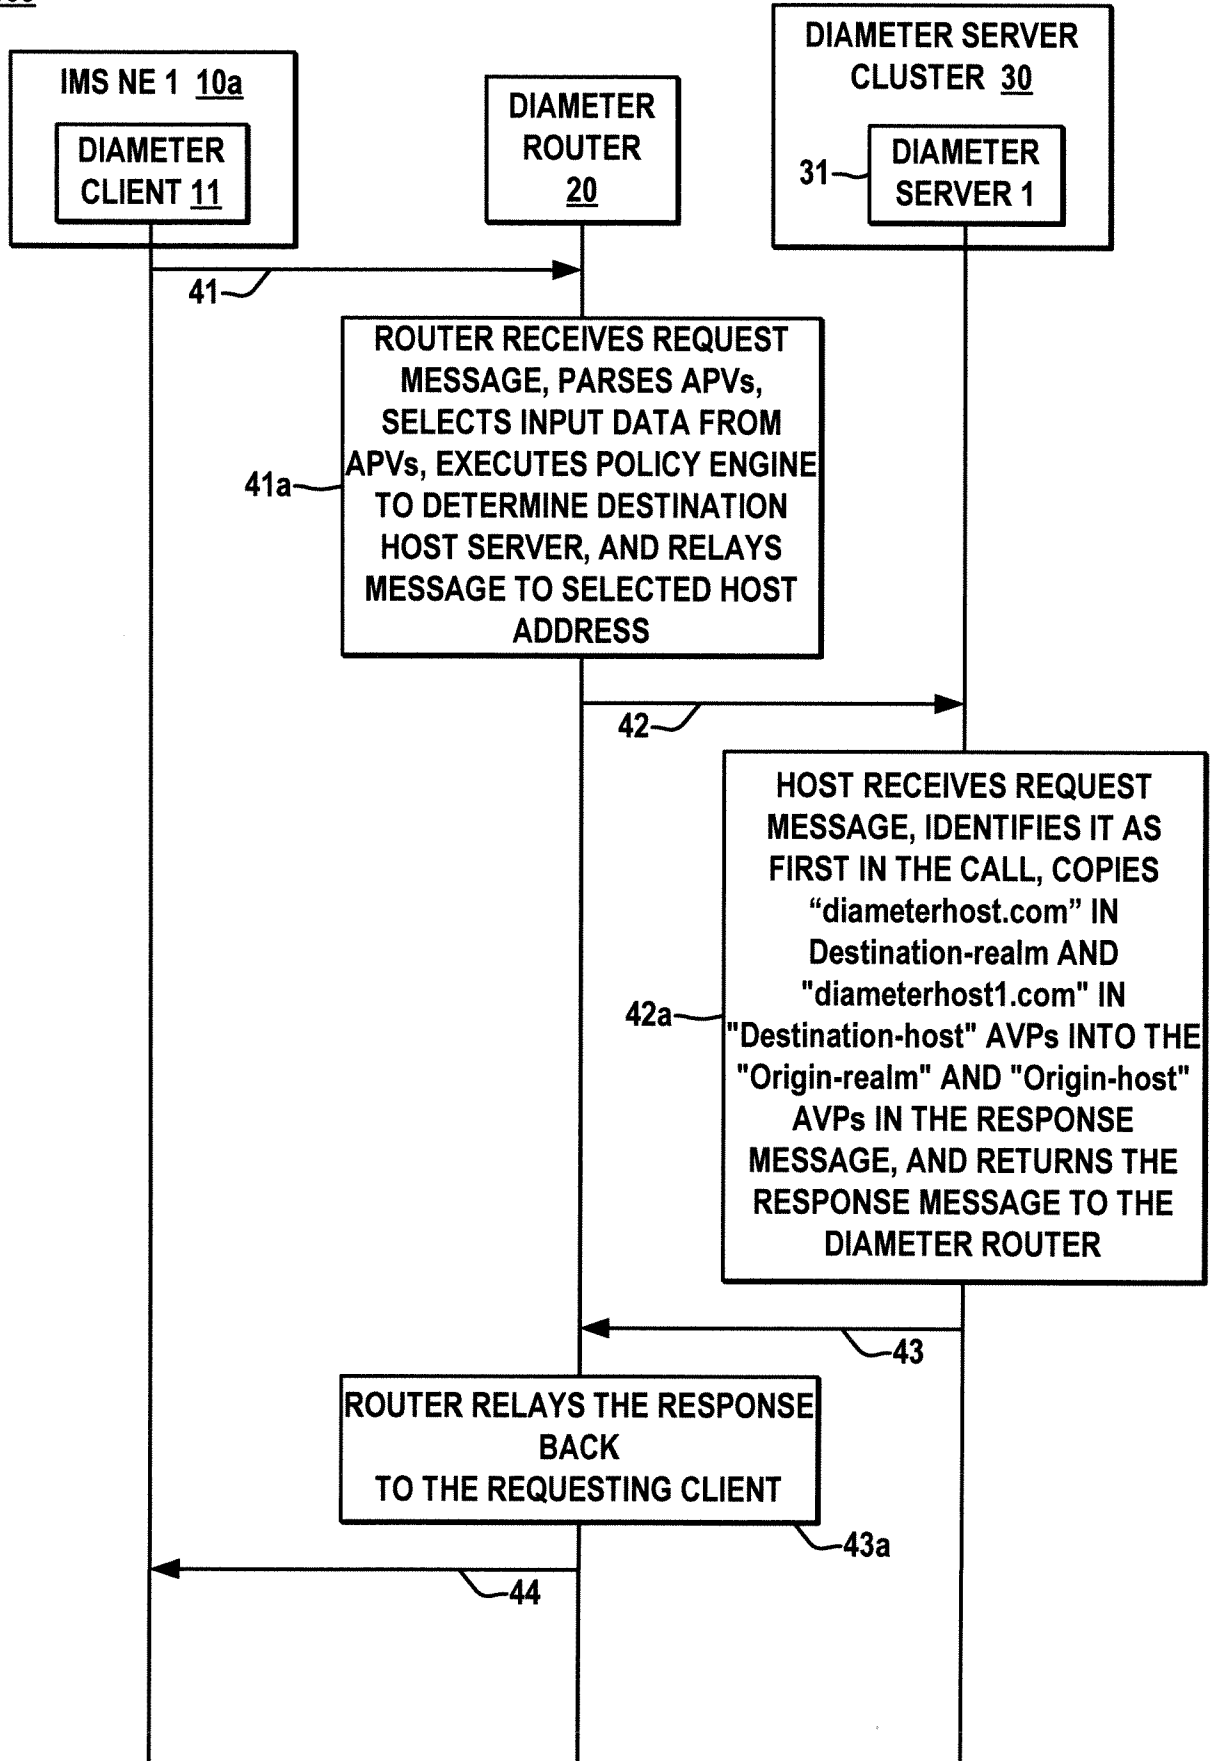 IMS NE 1 10a
DIAMETER
CLIENT 11
DIAMETER
ROUTER
20
DIAMETER SERVER
CLUSTER 30
31
DIAMETER
SERVER 1
41
ROUTER RECEIVES REQUEST
MESSAGE, PARSES APVs,
SELECTS INPUT DATA FROM
APVs, EXECUTES POLICY ENGINE
TO DETERMINE DESTINATION
HOST SERVER, AND RELAYS
MESSAGE TO SELECTED HOST
ADDRESS
41a
42
HOST RECEIVES REQUEST
MESSAGE, IDENTIFIES IT AS
FIRST IN THE CALL, COPIES
“diameterhost.com” IN
Destination-realm AND
"diameterhost1.com" IN
"Destination-host" AVPs INTO THE
"Origin-realm" AND "Origin-host"
AVPs IN THE RESPONSE
MESSAGE, AND RETURNS THE
RESPONSE MESSAGE TO THE
DIAMETER ROUTER
42a
43
ROUTER RELAYS THE RESPONSE
BACK
TO THE REQUESTING CLIENT
43a
44